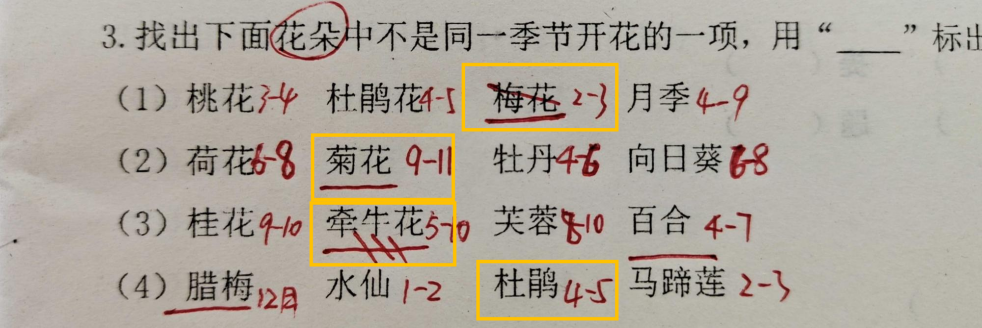 3.找出下面花朵中不是同一季节开花的一项，用“____”标出
（1）桃花3-4 杜鹃花4-5 梅花 2-3 月季4-9
（2）荷花6-8 菊花 9-11 牡丹4-6 向日葵6-8
（3）桂花9-10 牵牛花5-10 芙蓉8-10 百合 4-7
（4）腊梅12月 水仙 1-2 杜鹃4-5 马蹄莲 2-3